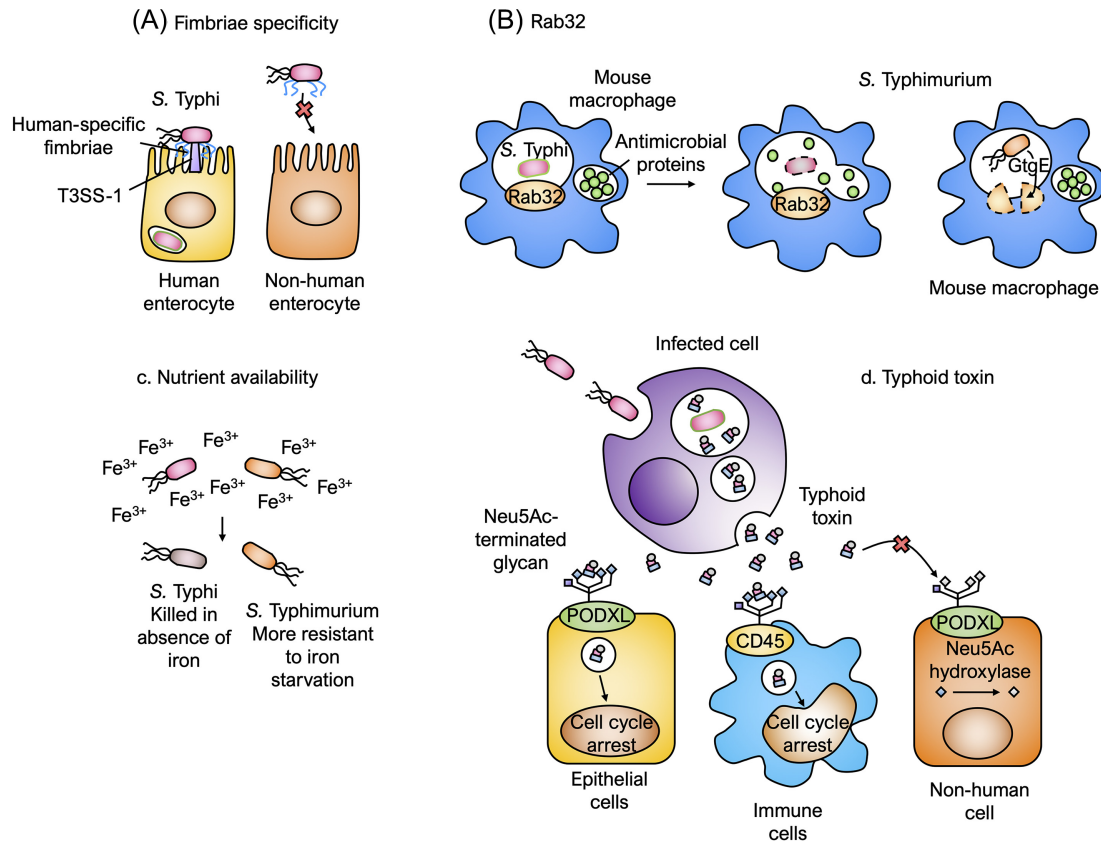 (A) Fimbriae specificity
S. Typhi
Human-specific
fimbriae
T3SS-1
Human
enterocyte
Non-human
enterocyte
(B) Rab32
Mouse
macrophage
S. Typhimurium
S. Typhi
Antimicrobial
proteins
Rab32
Rab32
GtgE
Mouse macrophage
c. Nutrient availability
Fe3+
Fe3+
Fe3+
Fe3+
Fe3+
Fe3+
Fe3+
Fe3+
Fe3+
S. Typhi
Killed in
absence of
iron
S. Typhimurium
More resistant
to iron
starvation
Infected cell
d. Typhoid toxin
Neu5Ac-
terminated
glycan
Typhoid
toxin
PODXL
Cell cycle
arrest
Epithelial
cells
CD45
Cell cycle
arrest
Immune
cells
PODXL
Neu5Ac
hydroxylase
Non-human
cell